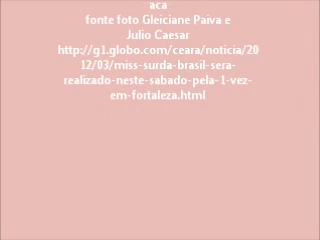 aca
fonte foto Gleiciane Paiva e
Julio Caesar
http://g1.globo.com/ceara/noticia/20
12/03/miss-surda-brasil-sera-
realizado-neste-sabado-pela-1-vez-
em-fortaleza.html